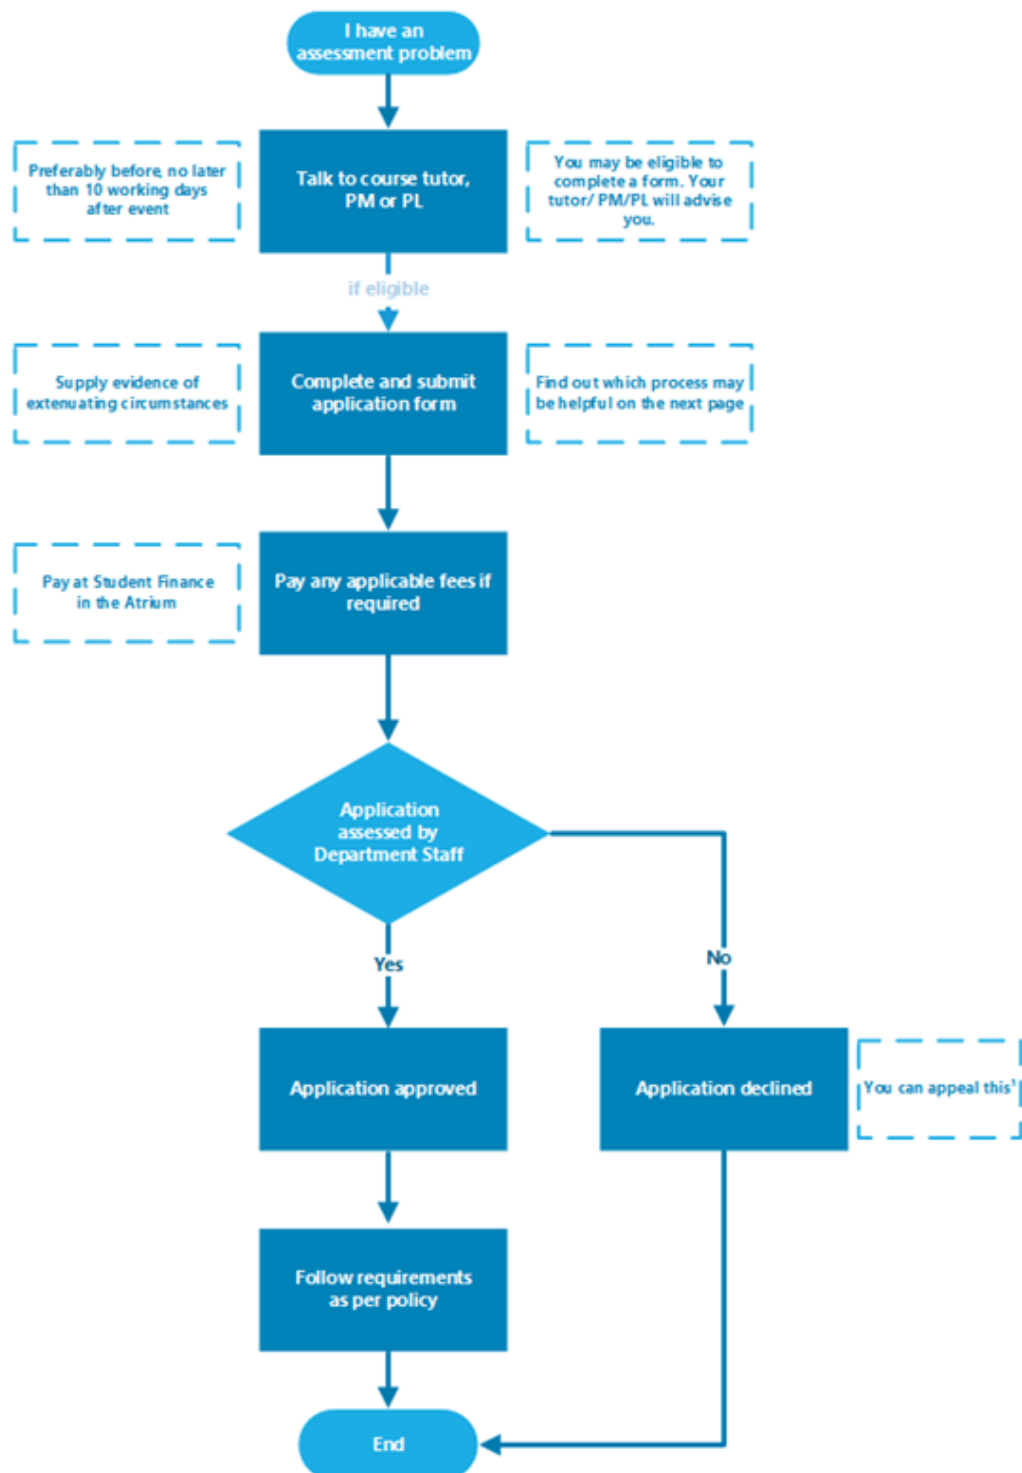 I have an
assessment problem
Preferably before, no later
than 10 working days
after event
Talk to course tutor,
PM or PL
You may be eligible to
complete a form. Your
tutor/ PM/PL will advise
you.
if eligible
Supply evidence of
extenuating circumstances
Complete and submit
application form
Find out which process may
be helpful on the next page
Pay at Student Finance
in the Atrium
Pay any applicable fees if
required
Application
assessed by
Department Staff
Yes
No
Application approved
Application declined
You can appeal this¹
Follow requirements
as per policy
End